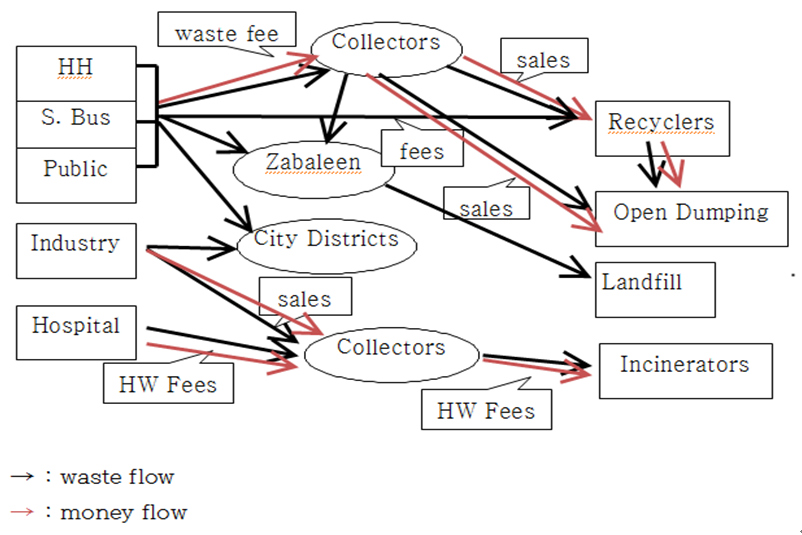 waste fee
Collectors
sales
HH
S. Bus
Public
Recyclers
fees
Zabaleen
sales
Open Dumping
Industry
City Districts
Landfill
sales
Hospital
Collectors
Incinerators
HW Fees
HW Fees
→ : waste flow
→ : money flow